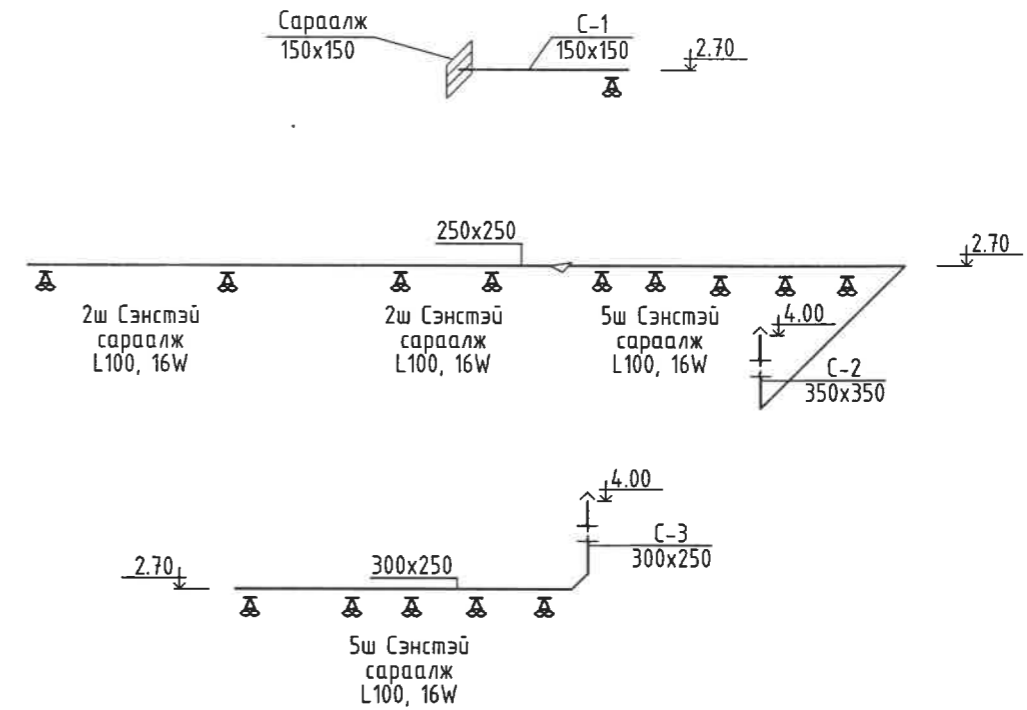 Сараалж
150x150
С-1
150x150
2.70
250x250
2.70
2ш Сэнстэй
сараалж
L100, 16W
2ш Сэнстэй
сараалж
L100, 16W
5ш Сэнстэй
сараалж
L100, 16W
4.00
С-2
350x350
4.00
С-3
300x250
2.70
300x250
5ш Сэнстэй
сараалж
L100, 16W